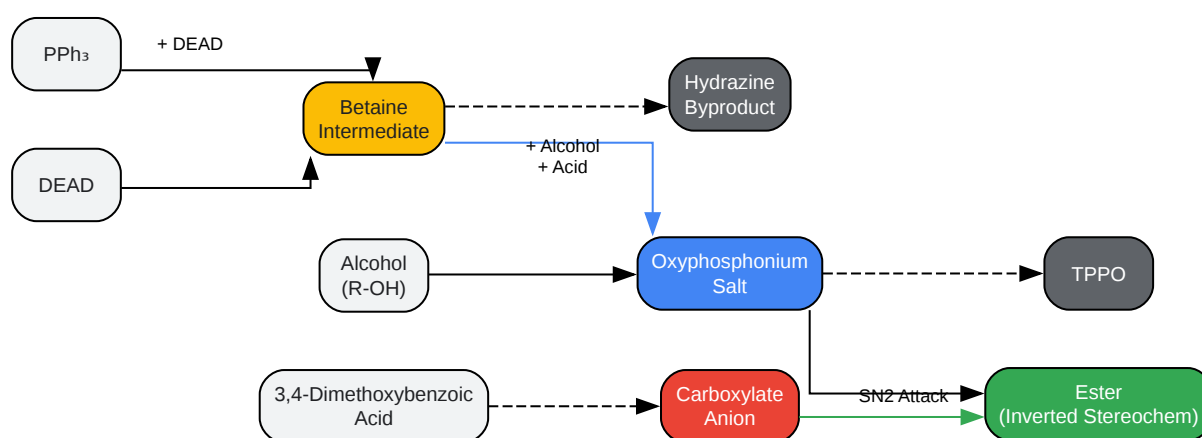 PPh₃
+ DEAD
Betaine
Intermediate
Hydrazine
Byproduct
DEAD
+ Alcohol
+ Acid
Alcohol
(R-OH)
Oxyphosphonium
Salt
TPPO
3,4-Dimethoxybenzoic
Acid
Carboxylate
Anion
SN2 Attack
Ester
(Inverted Stereochem)